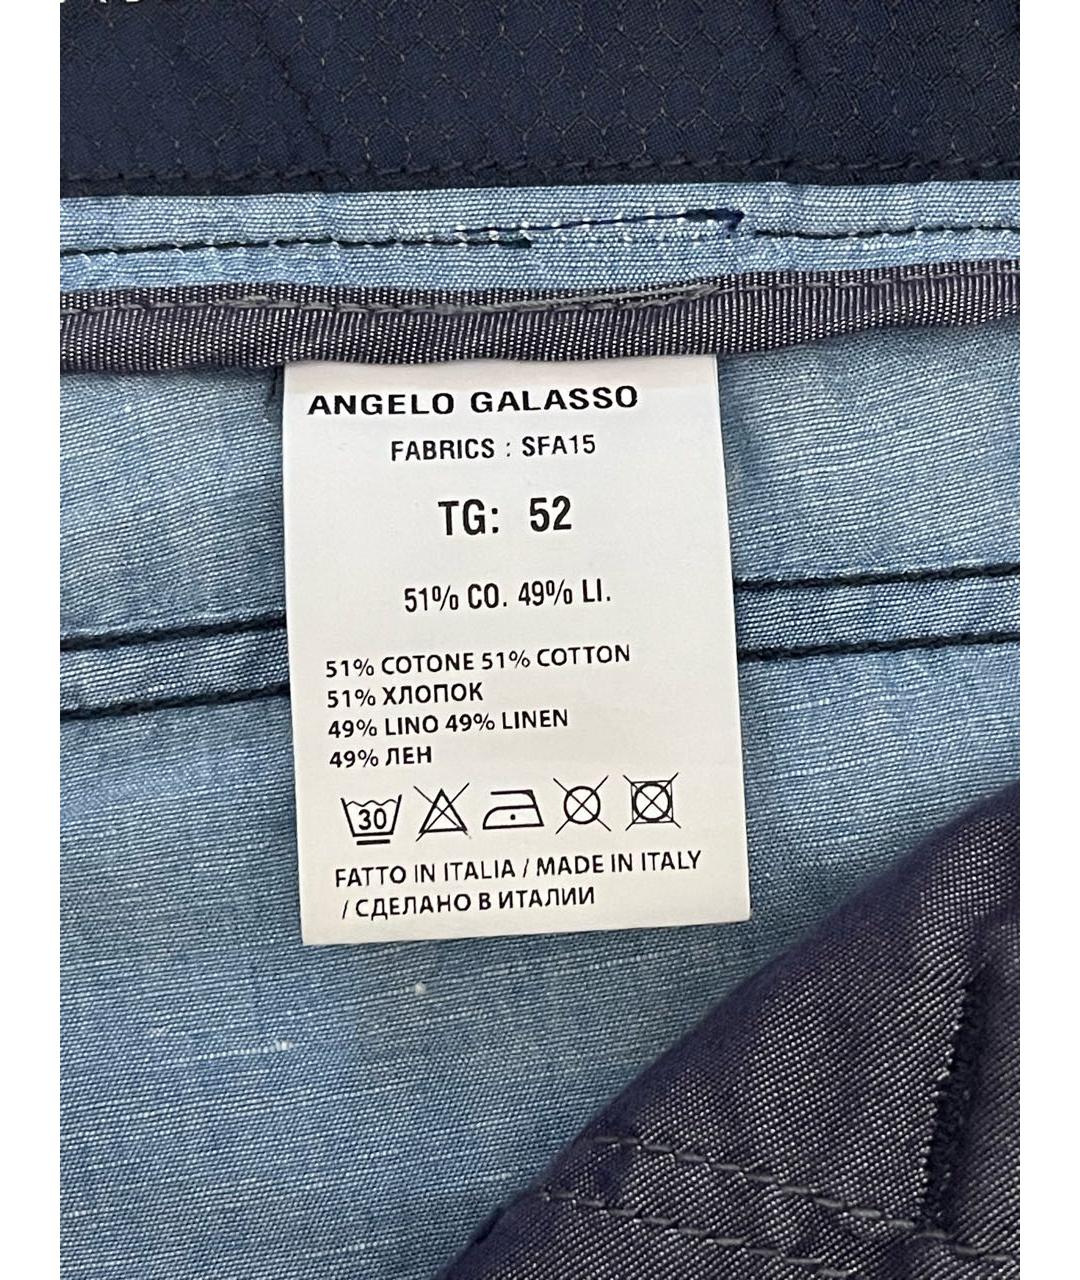 ANGELO GALASSO
FABRICS : SFA15
TG: 52
51% CO. 49% LI.
51% COTONE 51% COTTON
51% ХЛОПОК
49% LINO 49% LINEN
49% ЛЕН
30
FATTO IN ITALIA / MADE IN ITALY
/ СДЕЛАНО В ИТАЛИИ